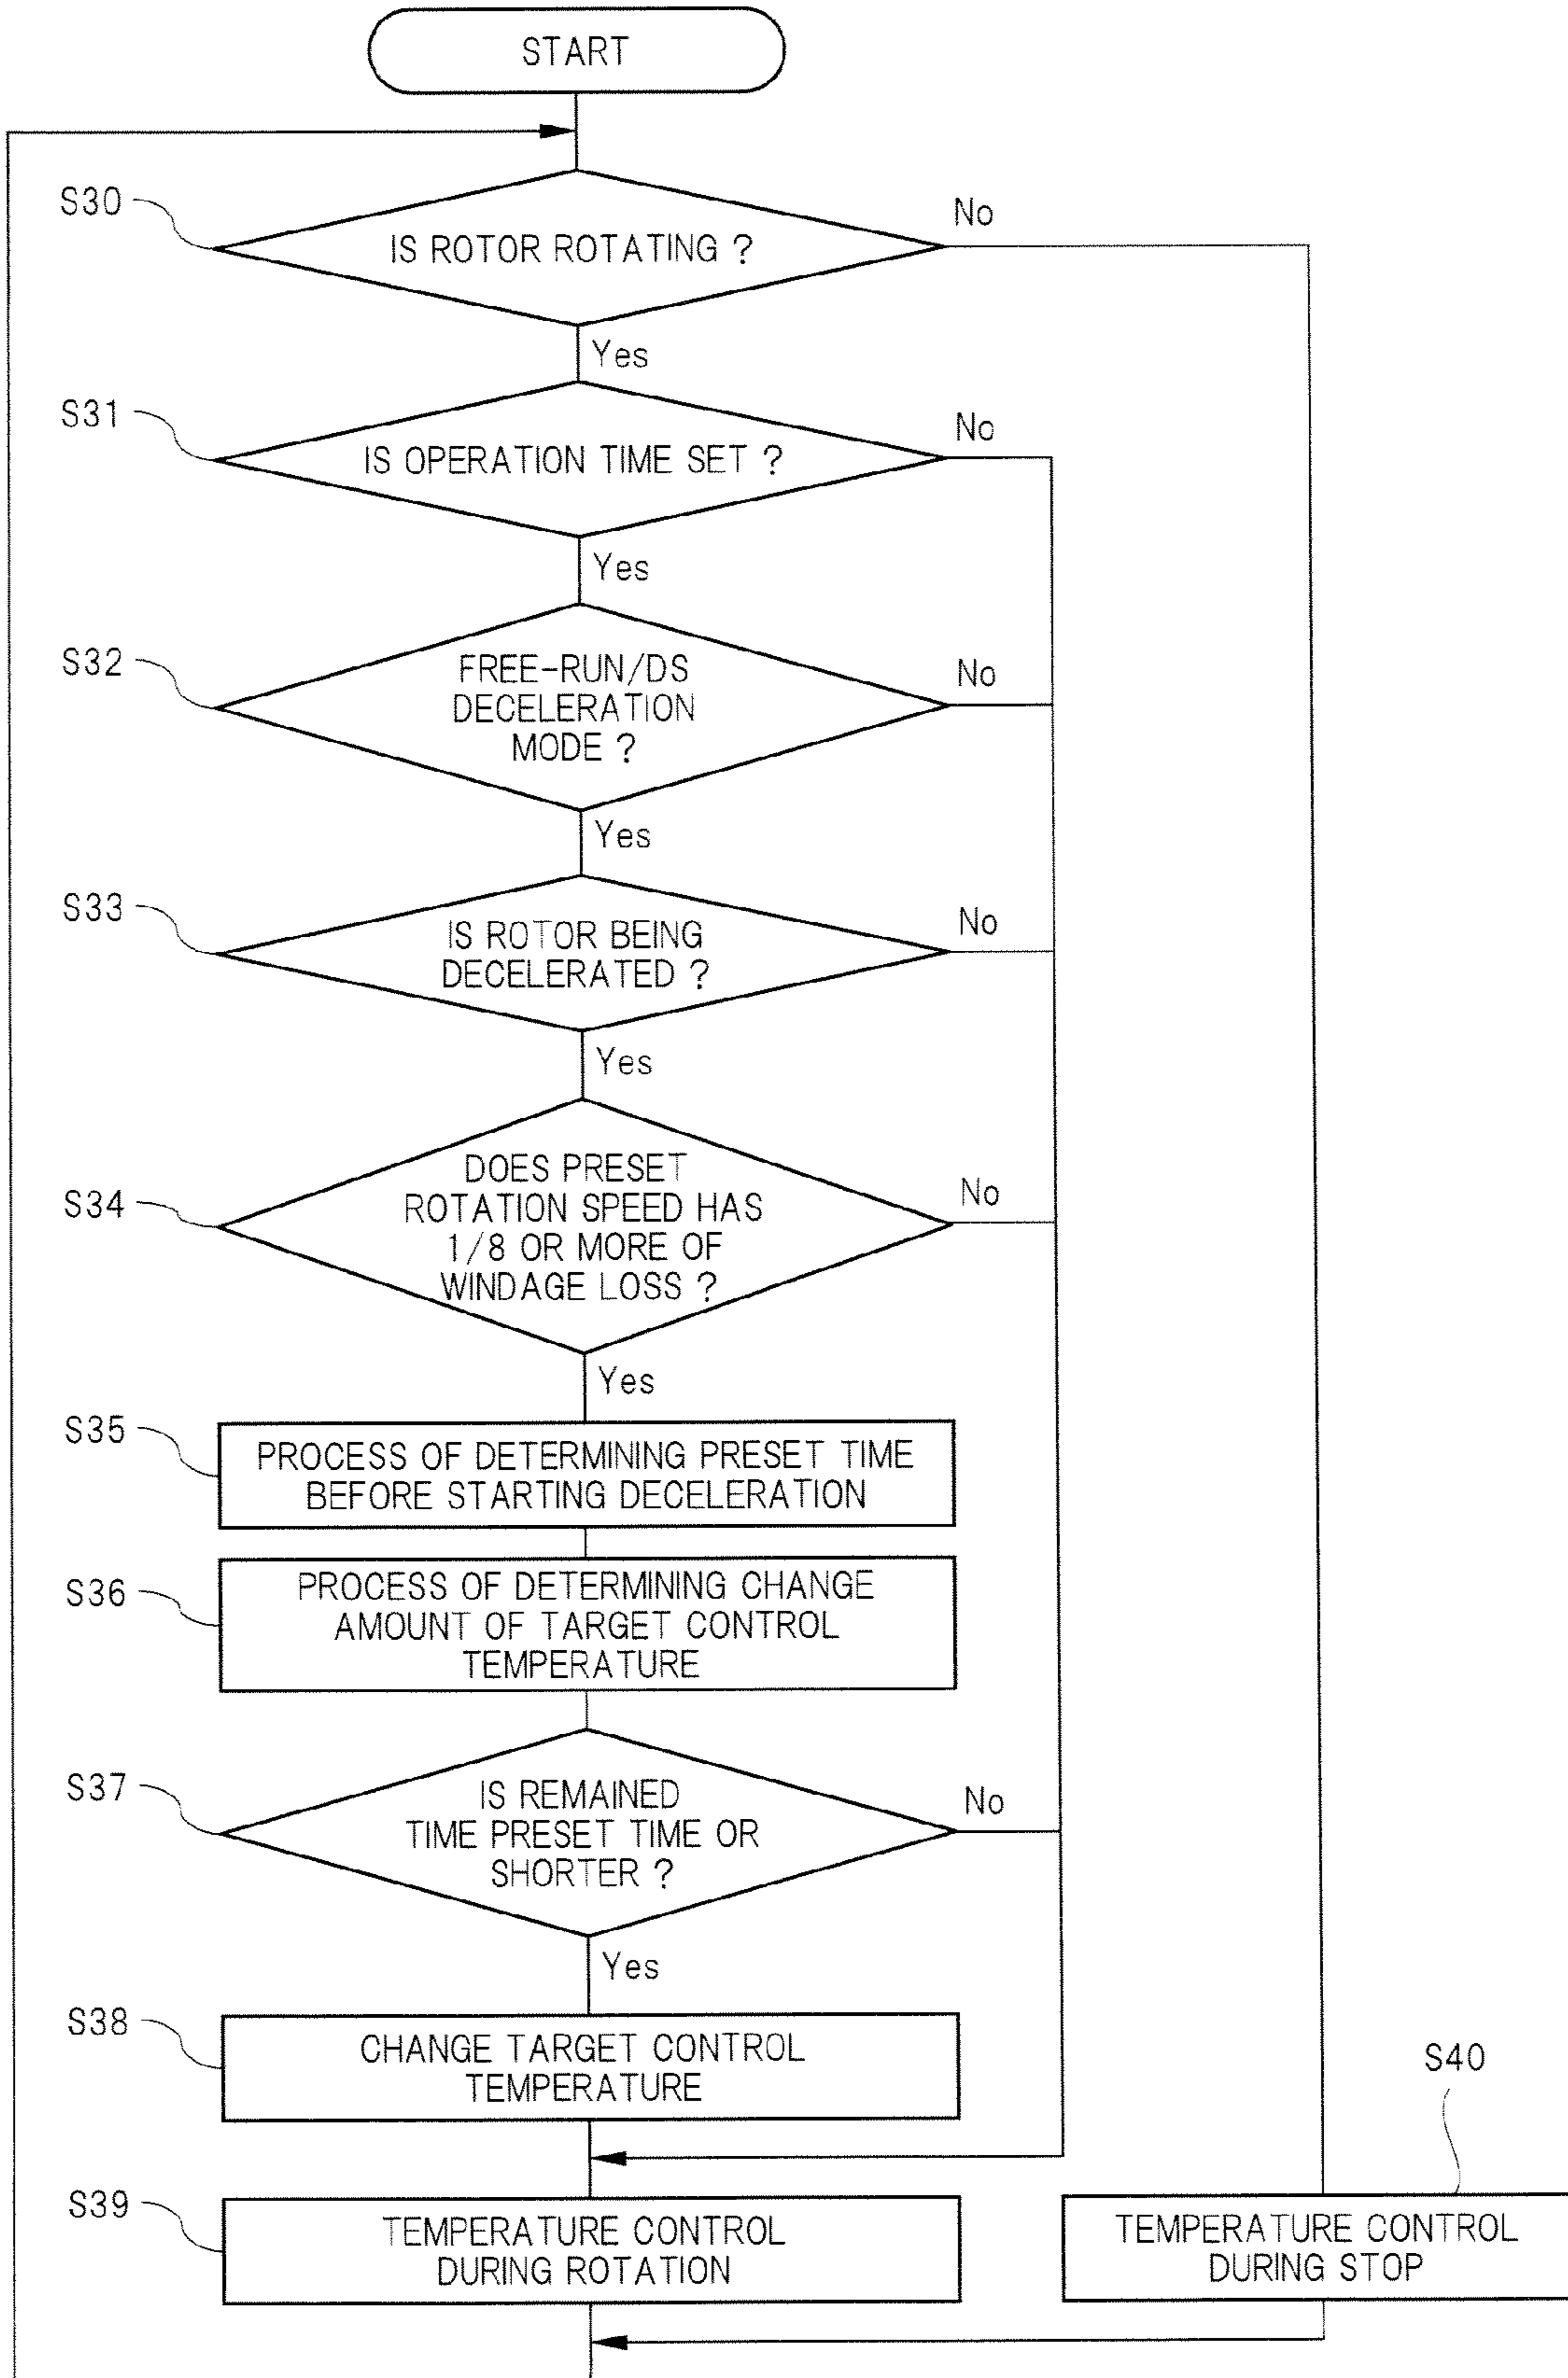 START
S30
IS ROTOR ROTATING ?
No
Yes
S31
IS OPERATION TIME SET ?
No
Yes
S32
FREE-RUN/DS
DECELERATION
MODE ?
No
Yes
S33
IS ROTOR BEING
DECELERATED ?
No
Yes
S34
DOES PRESET
ROTATION SPEED HAS
1/8 OR MORE OF
WINDAGE LOSS ?
No
Yes
S35
PROCESS OF DETERMINING PRESET TIME
BEFORE STARTING DECELERATION
S36
PROCESS OF DETERMINING CHANGE
AMOUNT OF TARGET CONTROL
TEMPERATURE
S37
IS REMAINED
TIME PRESET TIME OR
SHORTER ?
No
Yes
S38
CHANGE TARGET CONTROL
TEMPERATURE
S39
TEMPERATURE CONTROL
DURING ROTATION
S40
TEMPERATURE CONTROL
DURING STOP